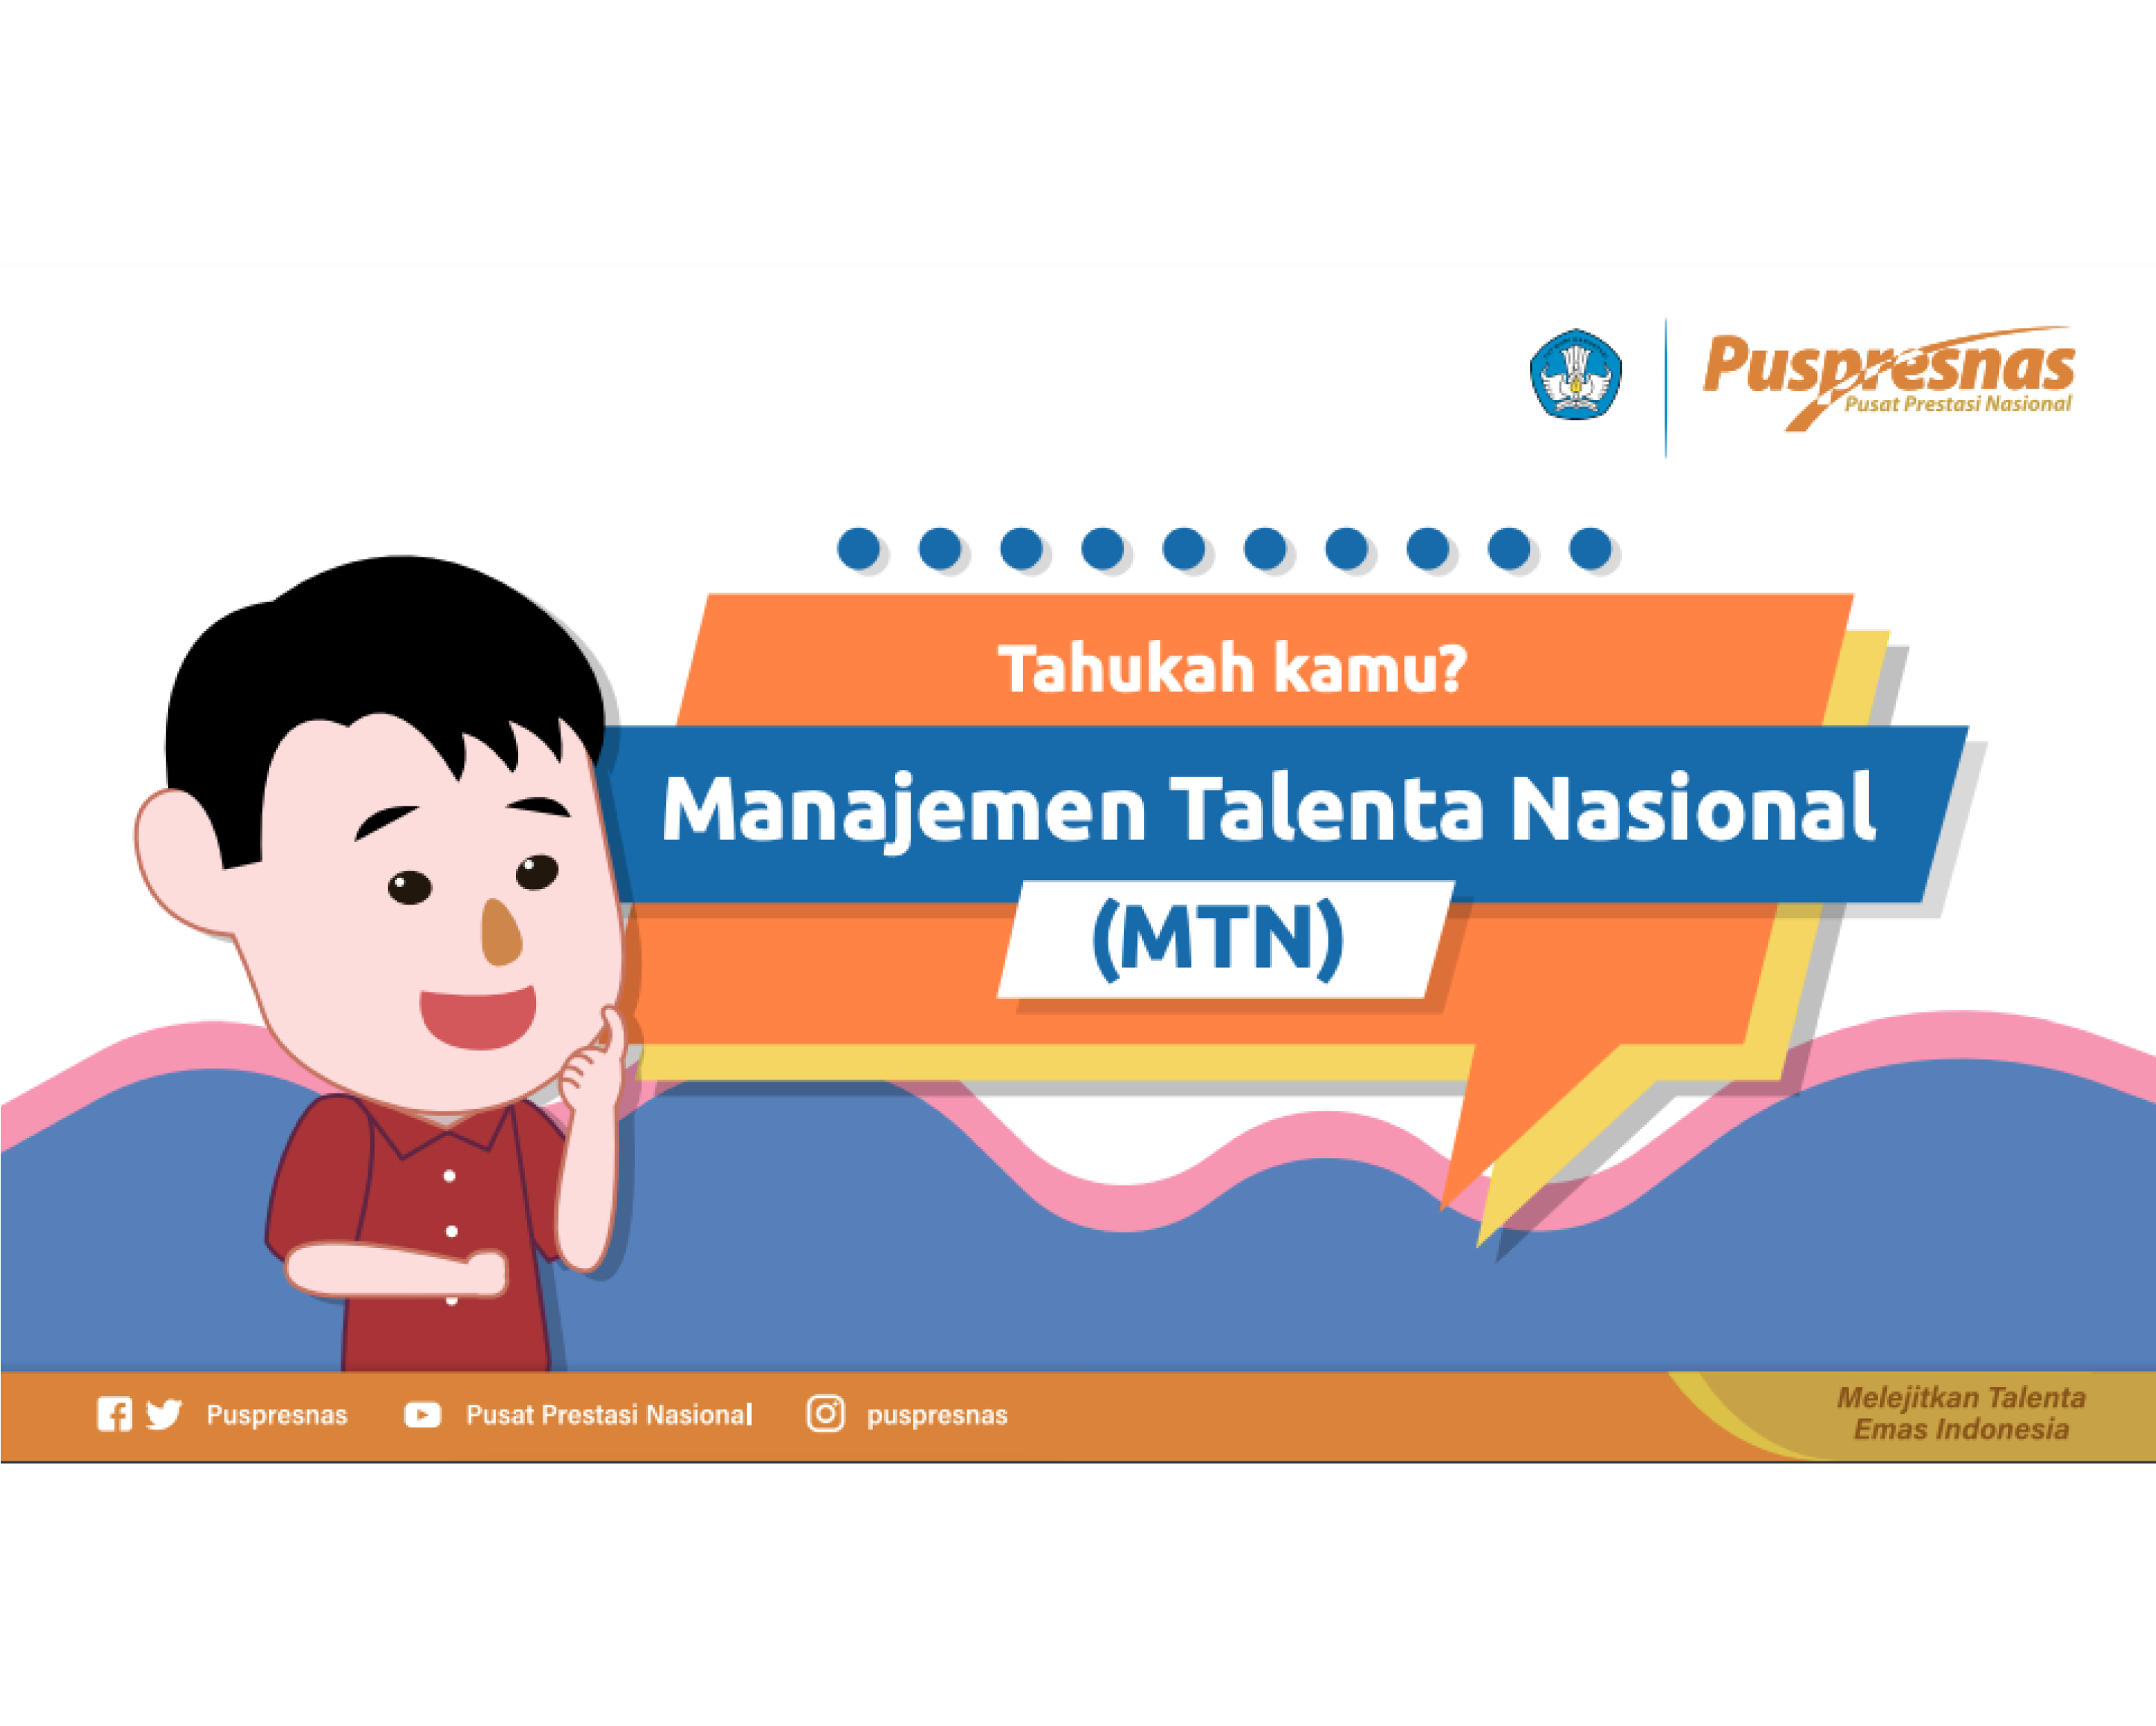 Puspresnas
Pusat Prestasi Nasional
Tahukah kamu?
Manajemen Talenta Nasional
(MTN)
Puspresnas
Pusat Prestasi Nasional
puspresnas
Melejitkan Talenta
Emas Indonesia